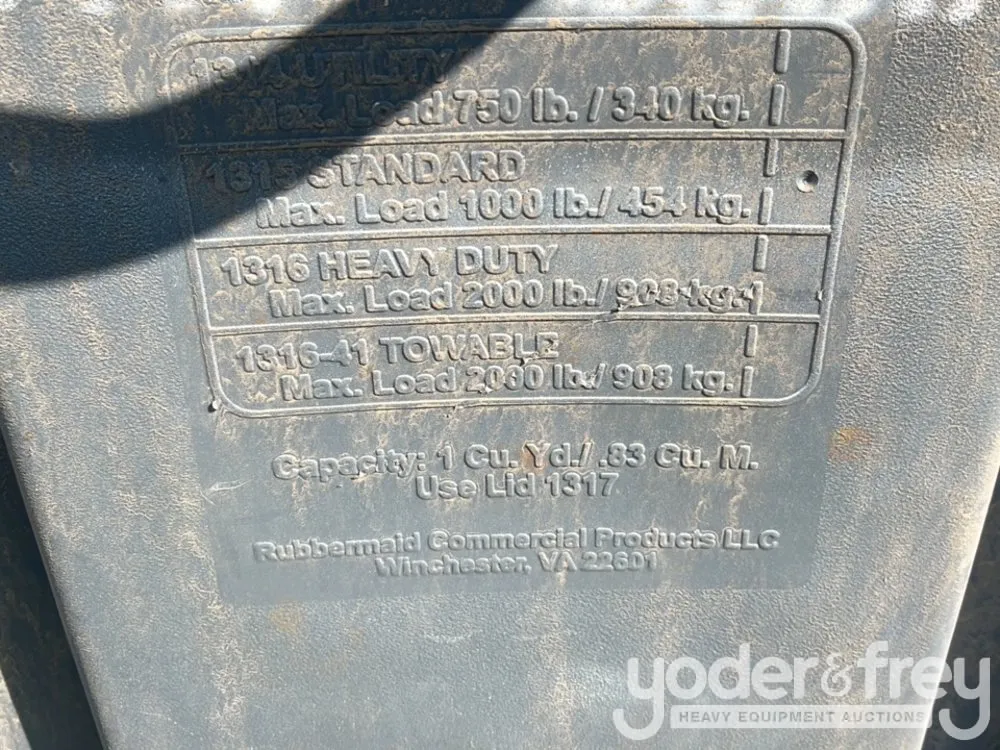 UTILITY
Max. Load 750 lb. / 340 kg.
1315 STANDARD
Max. Load 1000 lb./ 454 kg.
1316 HEAVY DUTY
Max. Load 2000 lb./ 908 kg.
1316-41 TOWABLE
Max. Load 2000 lb./ 908 kg.
Capacity: 1 Cu. Yd./ .83 Cu. M.
Use Lid 1317
Rubbermaid Commercial Products LLC
Winchester, VA 22601
yoder&frey
HEAVY EQUIPMENT AUCTIONS